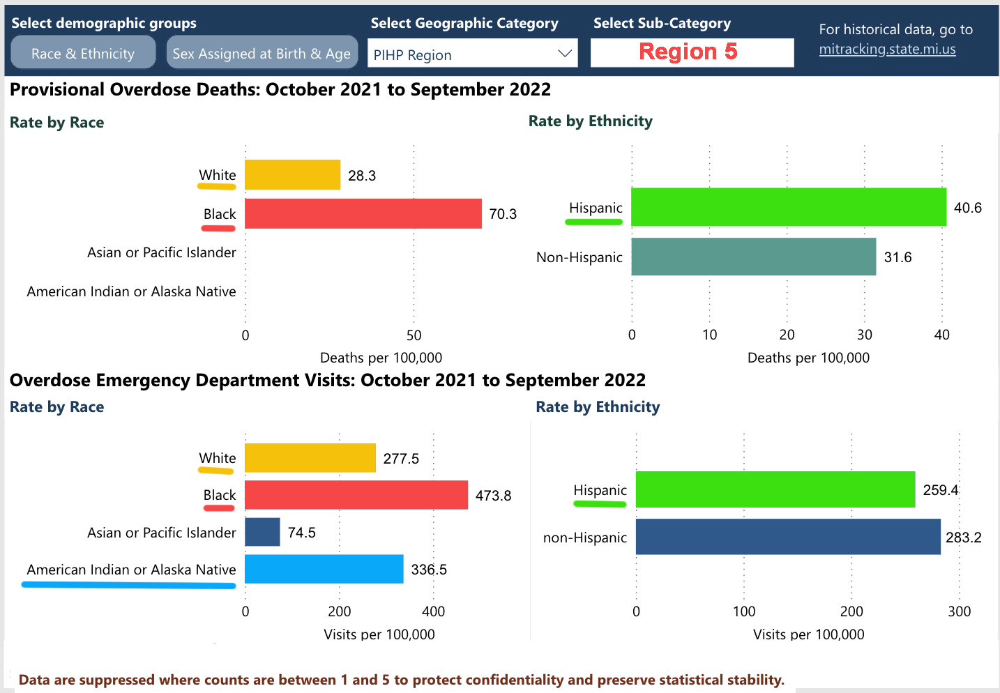 Select demographic groups
Select Geographic Category
Select Sub-Category
For historical data, go to
mitracking.state.mi.us
Race & Ethnicity
Sex Assigned at Birth & Age
PIHP Region
Region 5
Provisional Overdose Deaths: October 2021 to September 2022
Rate by Race
White
28.3
Black
70.3
Asian or Pacific Islander
American Indian or Alaska Native
0
50
Deaths per 100,000
Rate by Ethnicity
Hispanic
40.6
Non-Hispanic
31.6
0
10
20
30
40
Deaths per 100,000
Overdose Emergency Department Visits: October 2021 to September 2022
Rate by Race
White
277.5
Black
473.8
Asian or Pacific Islander
74.5
American Indian or Alaska Native
336.5
0
200
400
Visits per 100,000
Rate by Ethnicity
Hispanic
259.4
non-Hispanic
283.2
0
100
200
300
Visits per 100,000
Data are suppressed where counts are between 1 and 5 to protect confidentiality and preserve statistical stability.